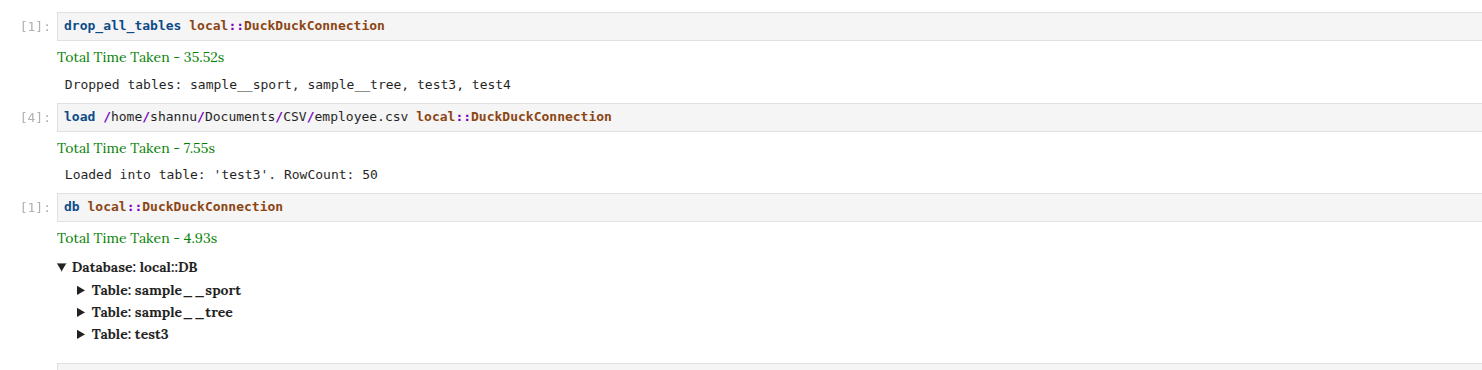 [1]: drop_all_tables local::DuckDuckConnection
Total Time Taken - 35.52s
Dropped tables: sample__sport, sample__tree, test3, test4
[4]: load /home/shannu/Documents/CSV/employee.csv local::DuckDuckConnection
Total Time Taken - 7.55s
Loaded into table: 'test3'. RowCount: 50
[1]: db local::DuckDuckConnection
Total Time Taken - 4.93s
▼ Database: local::DB
▶ Table: sample__sport
▶ Table: sample__tree
▶ Table: test3